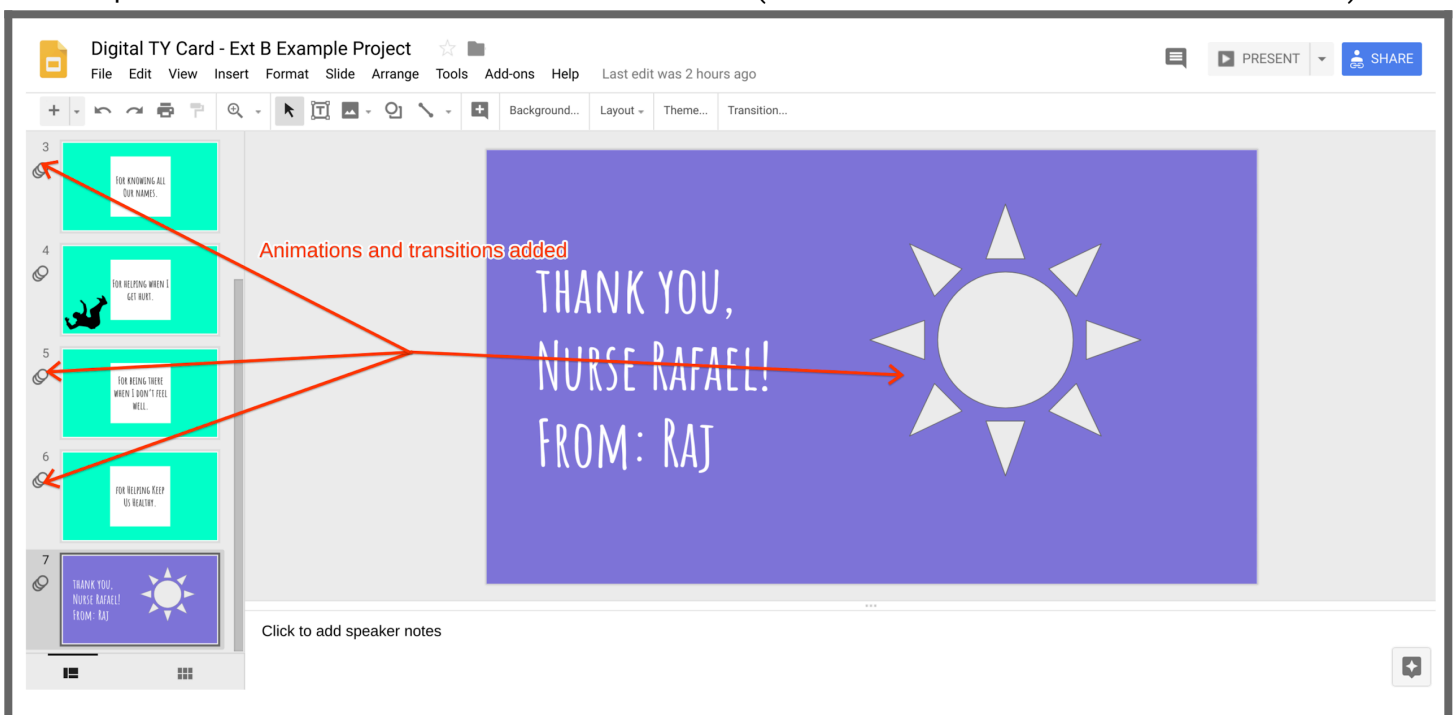 Digital TY Card - Ext B Example Project
File Edit View Insert Format Slide Arrange Tools Add-ons Help Last edit was 2 hours ago
PRESENT
SHARE
Background... Layout Theme... Transition...
3
FOR KNOWING ALL
OUR NAMES.
4
FOR HELPING WHEN I
GET HURT.
5
FOR BEING THERE
WHEN I DON'T FEEL
WELL.
6
FOR HELPING KEEP
US HEALTHY.
7
THANK YOU,
NURSE RAFAEL!
FROM: RAJ
Animations and transitions added
THANK YOU,
NURSE RAFAEL!
FROM: RAJ
Click to add speaker notes